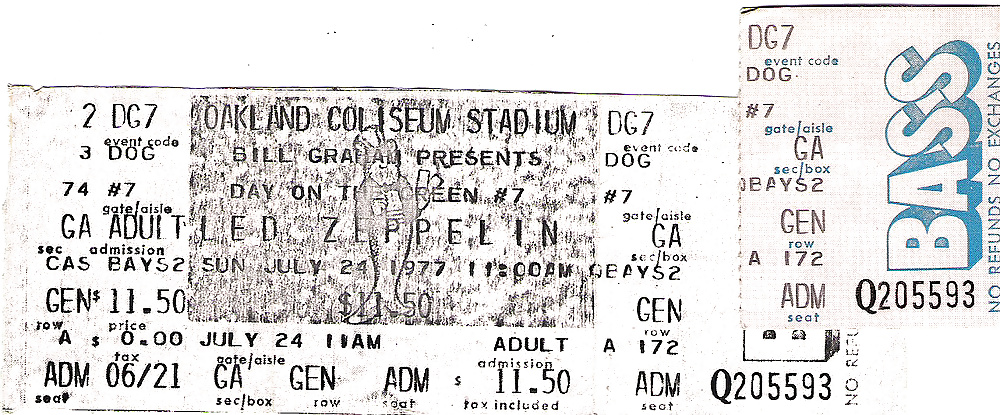 2 DG7
event code
3 DOG
74 #7
gate/aisle
GA ADULT
sec admission
CAS BAYS2
GEN $ 11.50
row price
A $ 0.00
tax
ADM 06/21
seat
OAKLAND COLISEUM STADIUM
BILL GRAHAM PRESENTS
DAY ON THE GREEN #7
LED ZEPPELIN
SUN JULY 24 1977 11:00AM
$11.50
JULY 24 11AM ADULT
gate/aisle admission
GA GEN ADM $ 11.50
sec/box row seat tax included
DG7
event code
DOG
#7
gate/aisle
GA
sec/box
QBAYS2
GEN
row
A 172
ADM
seat
Q205593
DG7
event code
DOG
#7
gate/aisle
GA
sec/box
QBAYS2
GEN
row
A 172
ADM
seat
Q205593
BASS
NO REFUNDS NO EXCHANGES
NO REFU